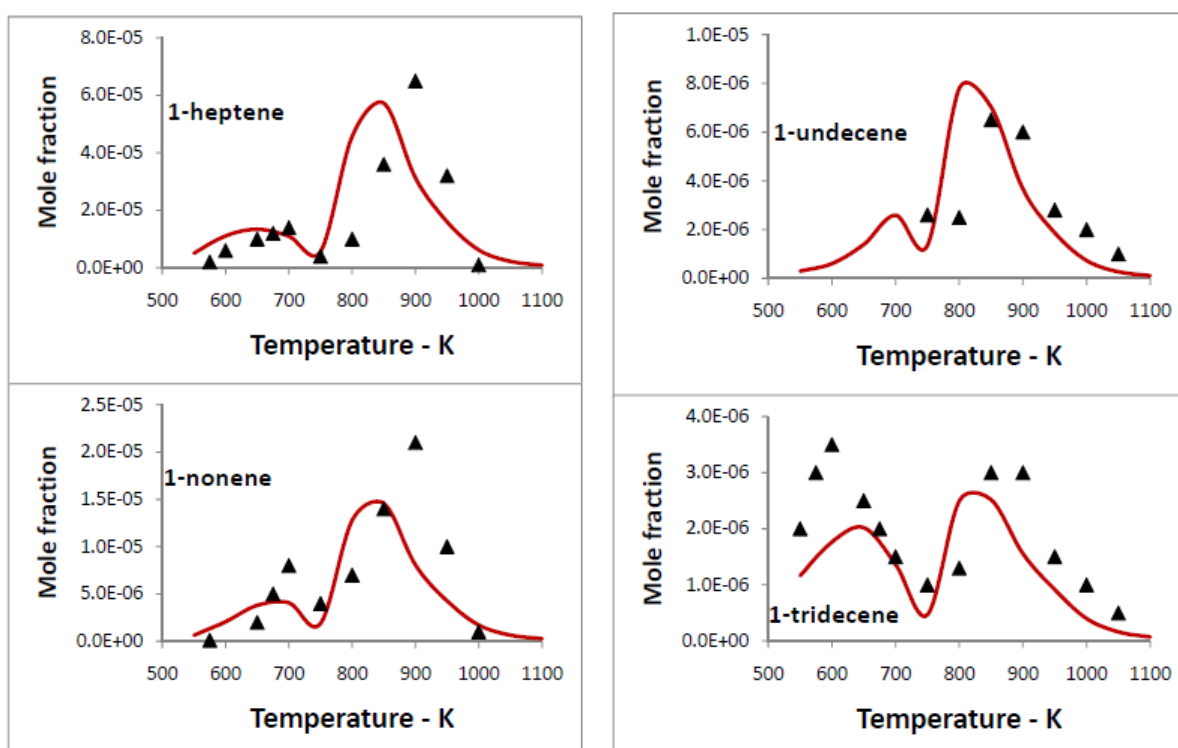 8.0E-05
6.0E-05
4.0E-05
2.0E-05
0.0E+00
Mole fraction
1-heptene
500 600 700 800 900 1000 1100
Temperature - K
2.5E-05
2.0E-05
1.5E-05
1.0E-05
5.0E-06
0.0E+00
Mole fraction
1-nonene
500 600 700 800 900 1000 1100
Temperature - K
1.0E-05
8.0E-06
6.0E-06
4.0E-06
2.0E-06
0.0E+00
Mole fraction
1-undecene
500 600 700 800 900 1000 1100
Temperature - K
4.0E-06
3.0E-06
2.0E-06
1.0E-06
0.0E+00
Mole fraction
1-tridecene
500 600 700 800 900 1000 1100
Temperature - K